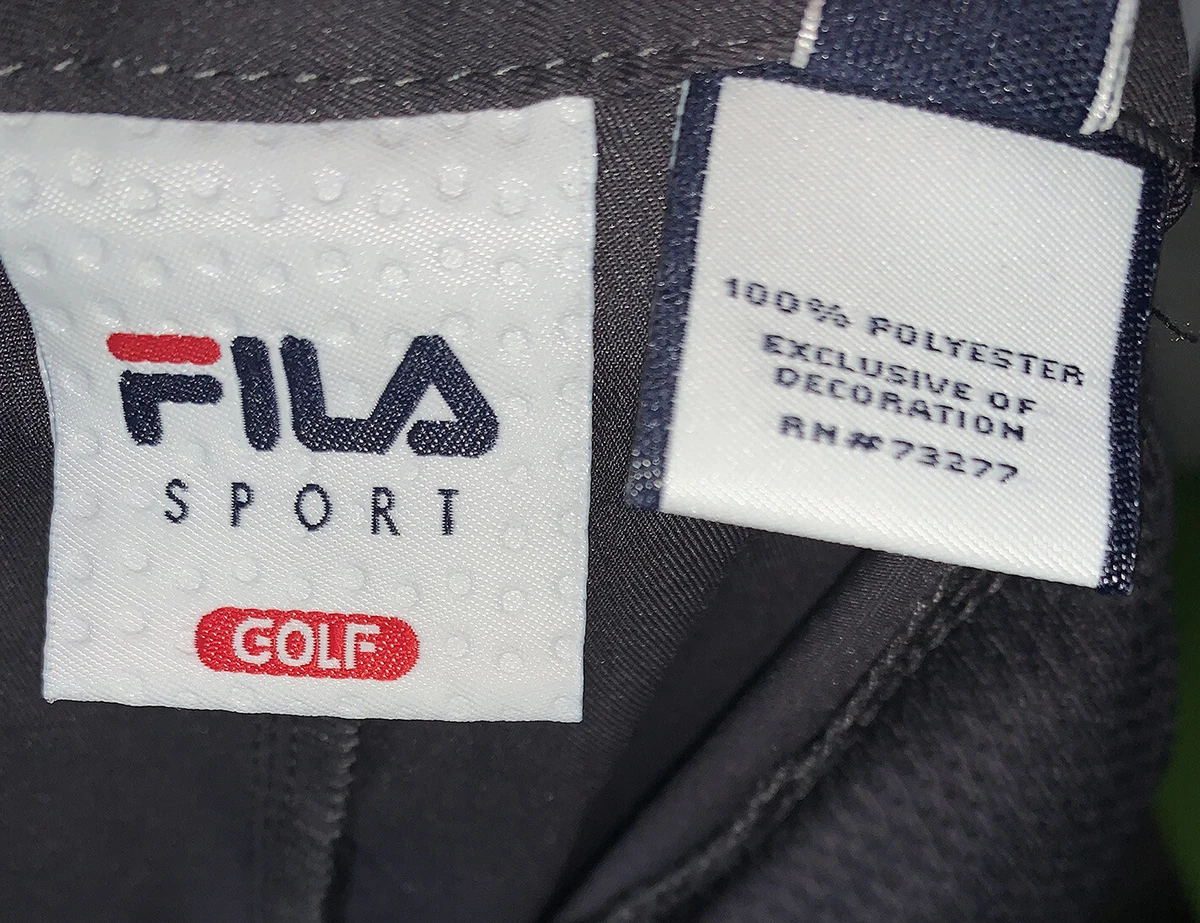 FILA
SPORT
GOLF
100% POLYESTER
EXCLUSIVE OF
DECORATION
RN#73277